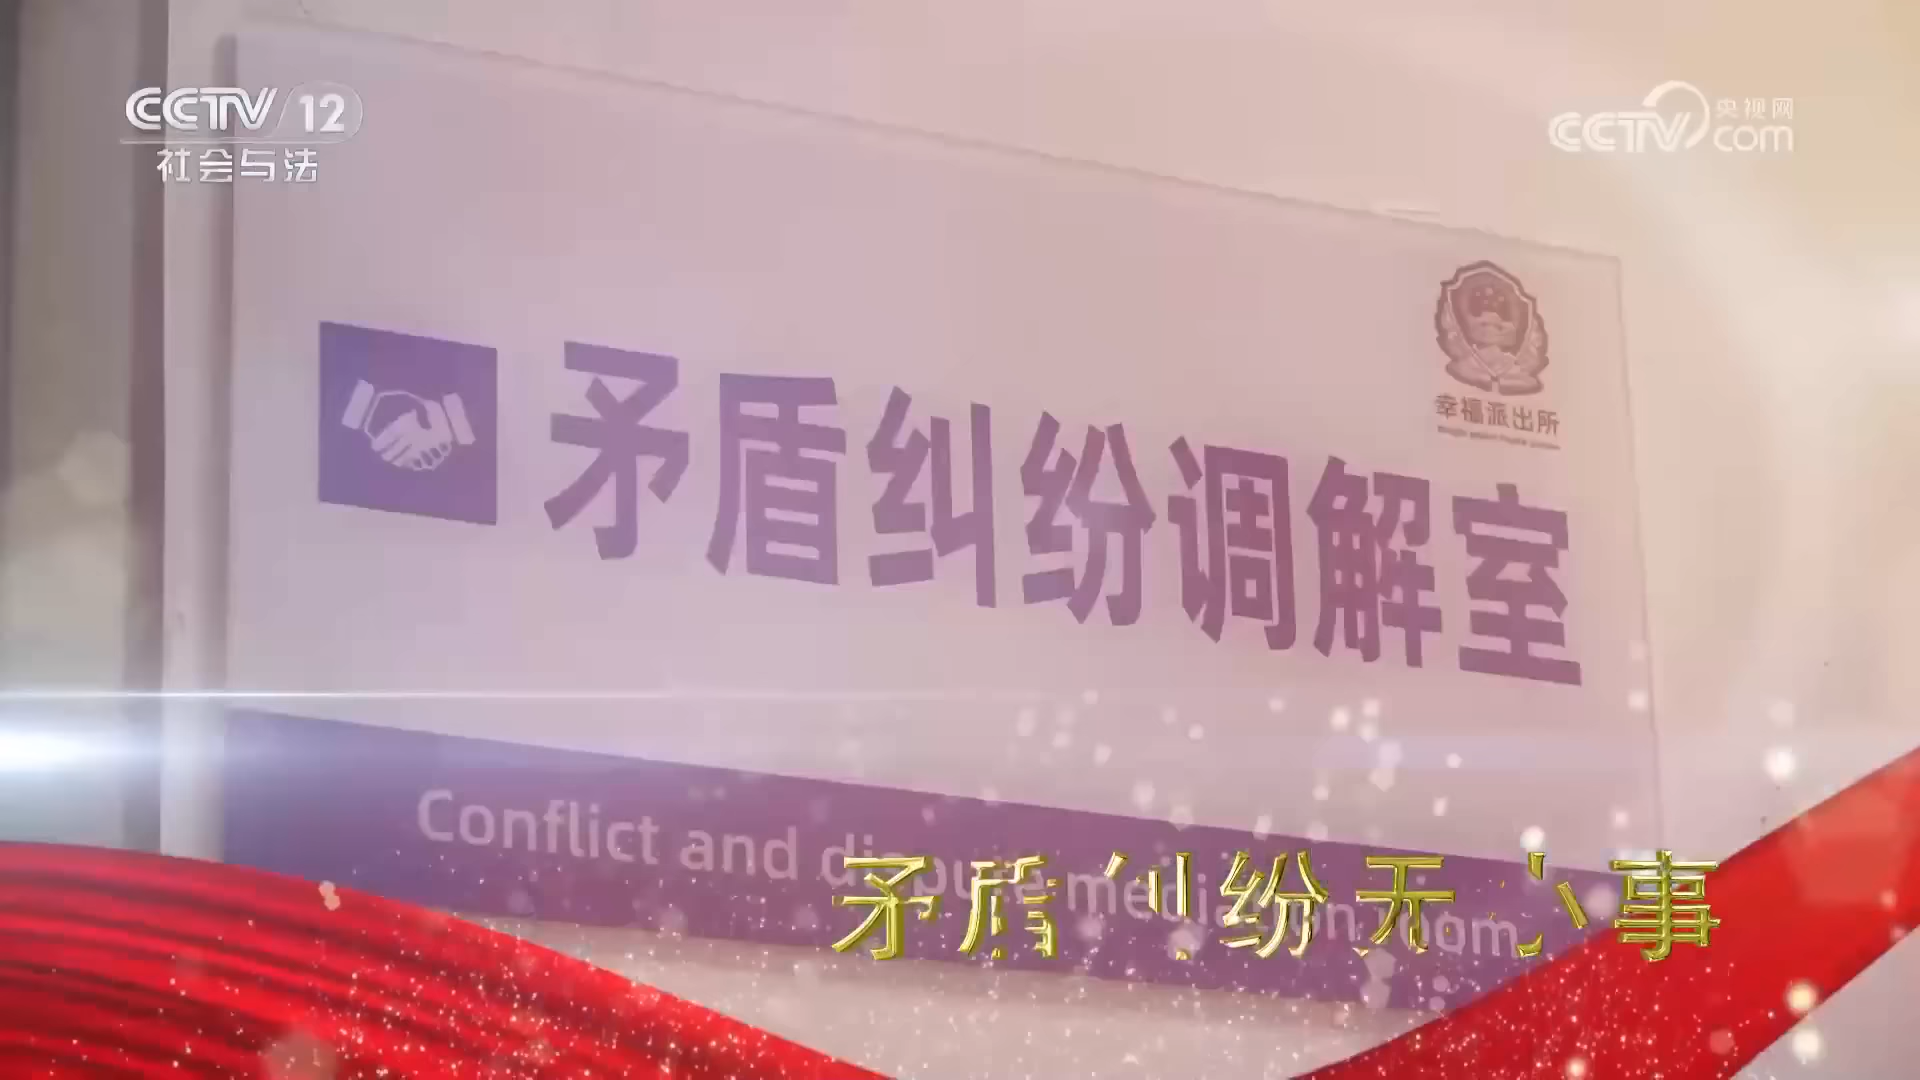 CCTV 12
社会与法
央视网
CCTV.com
幸福派出所
矛盾纠纷调解室
Conflict and dispute mediation room
矛盾纠纷无小事